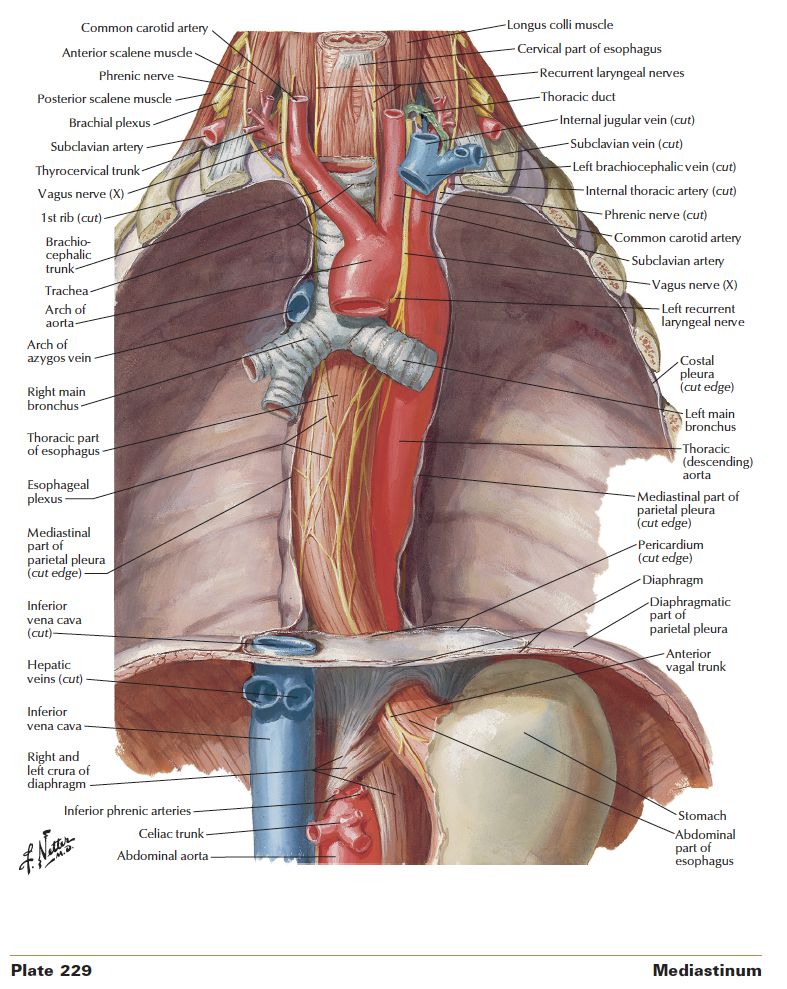 Common carotid artery
Anterior scalene muscle
Phrenic nerve
Posterior scalene muscle
Brachial plexus
Subclavian artery
Thyrocervical trunk
Vagus nerve (X)
1st rib (cut)
Brachio-
cephalic
trunk
Trachea
Arch of
aorta
Arch of
azygos vein
Right main
bronchus
Thoracic part
of esophagus
Esophageal
plexus
Mediastinal
part of
parietal pleura
(cut edge)
Inferior
vena cava
(cut)
Hepatic
veins (cut)
Inferior
vena cava
Right and
left crura of
diaphragm
Inferior phrenic arteries
Celiac trunk
Abdominal aorta
Longus colli muscle
Cervical part of esophagus
Recurrent laryngeal nerves
Thoracic duct
Internal jugular vein (cut)
Subclavian vein (cut)
Left brachiocephalic vein (cut)
Internal thoracic artery (cut)
Phrenic nerve (cut)
Common carotid artery
Subclavian artery
Vagus nerve (X)
Left recurrent
laryngeal nerve
Costal
pleura
(cut edge)
Left main
bronchus
Thoracic
(descending)
aorta
Mediastinal part of
parietal pleura
(cut edge)
Pericardium
(cut edge)
Diaphragm
Diaphragmatic
part of
parietal pleura
Anterior
vagal trunk
Stomach
Abdominal
part of
esophagus
F. Netter
M.D.
Plate 229
Mediastinum